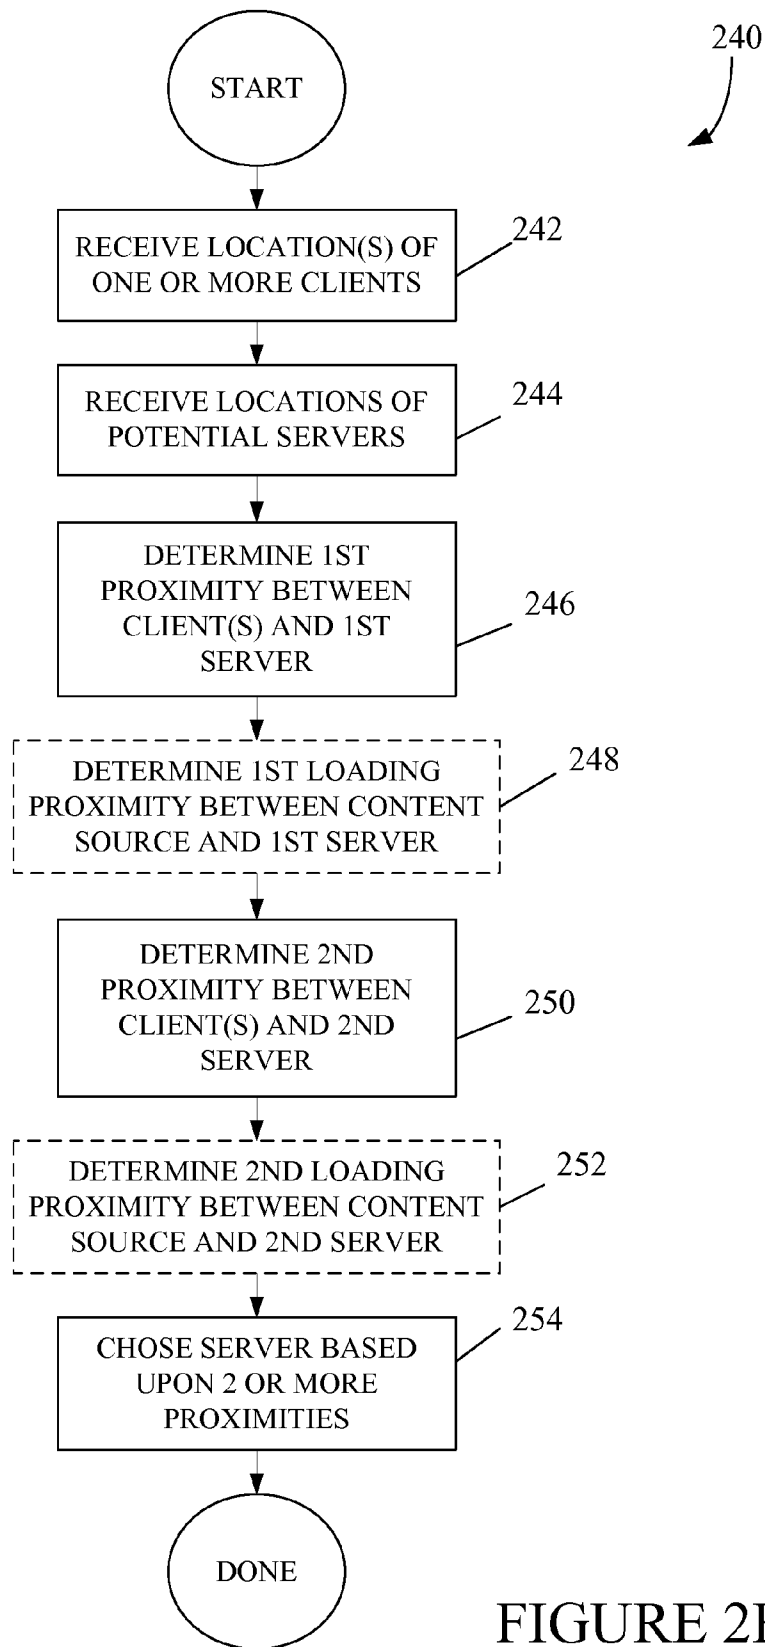 START
240
RECEIVE LOCATION(S) OF
ONE OR MORE CLIENTS
242
RECEIVE LOCATIONS OF
POTENTIAL SERVERS
244
DETERMINE 1ST
PROXIMITY BETWEEN
CLIENT(S) AND 1ST
SERVER
246
DETERMINE 1ST LOADING
PROXIMITY BETWEEN CONTENT
SOURCE AND 1ST SERVER
248
DETERMINE 2ND
PROXIMITY BETWEEN
CLIENT(S) AND 2ND
SERVER
250
DETERMINE 2ND LOADING
PROXIMITY BETWEEN CONTENT
SOURCE AND 2ND SERVER
252
CHOSE SERVER BASED
UPON 2 OR MORE
PROXIMITIES
254
DONE
FIGURE